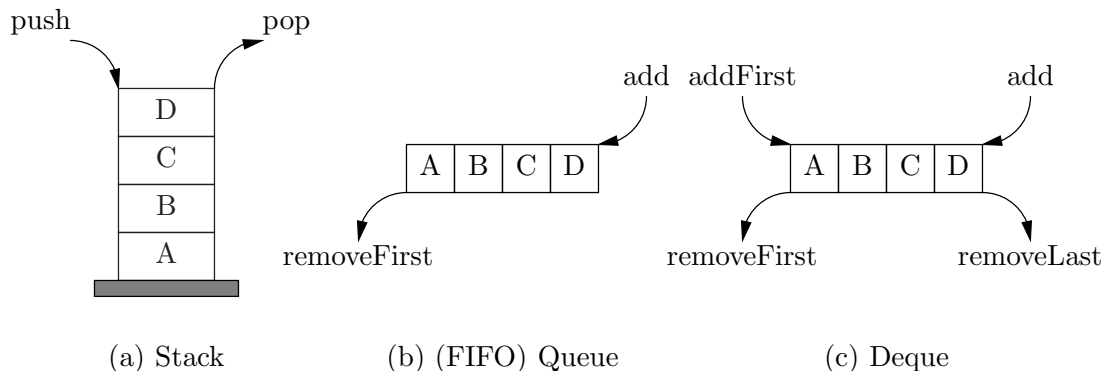 push
pop
D
C
B
A
(a) Stack
add
A B C D
removeFirst
(b) (FIFO) Queue
addFirst
add
A B C D
removeFirst
removeLast
(c) Deque